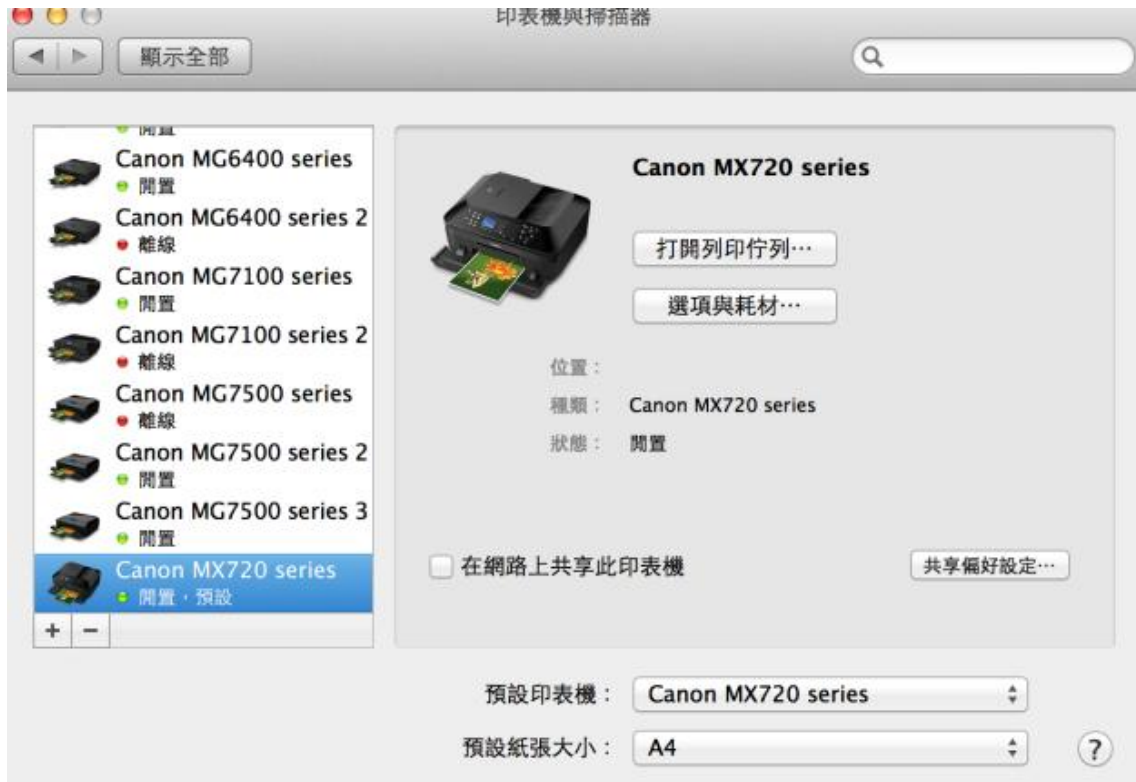 印表機與掃描器
顯示全部
閒置
Canon MG6400 series
閒置
Canon MG6400 series 2
離線
Canon MG7100 series
閒置
Canon MG7100 series 2
離線
Canon MG7500 series
離線
Canon MG7500 series 2
閒置
Canon MG7500 series 3
閒置
Canon MX720 series
閒置，預設
+ −
Canon MX720 series
打開列印佇列⋯
選項與耗材⋯
位置：
種類： Canon MX720 series
狀態： 閒置
在網路上共享此印表機
共享偏好設定⋯
預設印表機： Canon MX720 series
預設紙張大小： A4
?